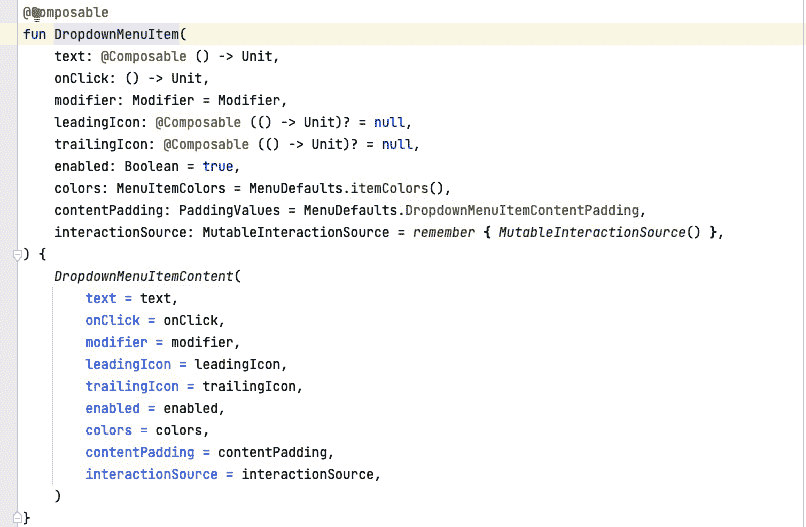 @Composable
fun DropdownMenuItem(
    text: @Composable () -> Unit,
    onClick: () -> Unit,
    modifier: Modifier = Modifier,
    leadingIcon: @Composable (() -> Unit)? = null,
    trailingIcon: @Composable (() -> Unit)? = null,
    enabled: Boolean = true,
    colors: MenuItemColors = MenuDefaults.itemColors(),
    contentPadding: PaddingValues = MenuDefaults.DropdownMenuItemContentPadding,
    interactionSource: MutableInteractionSource = remember { MutableInteractionSource() },
) {
    DropdownMenuItemContent(
        text = text,
        onClick = onClick,
        modifier = modifier,
        leadingIcon = leadingIcon,
        trailingIcon = trailingIcon,
        enabled = enabled,
        colors = colors,
        contentPadding = contentPadding,
        interactionSource = interactionSource,
    )
}